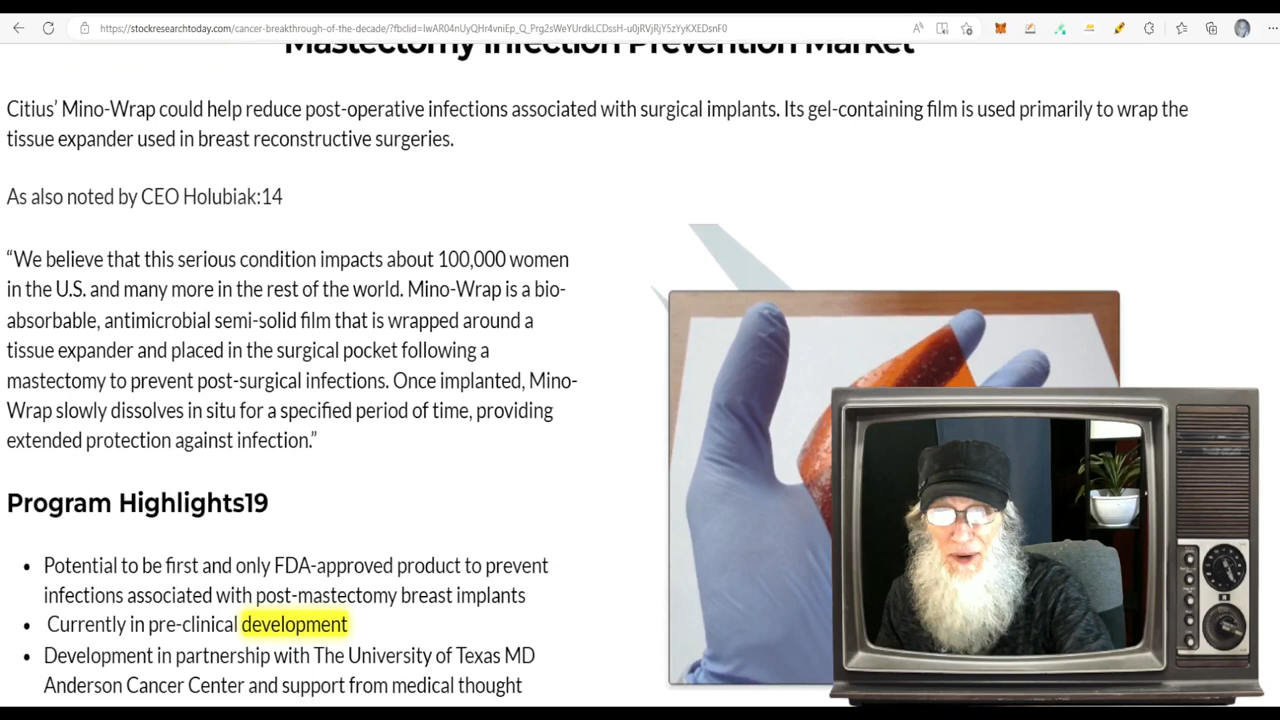 https://stockresearchtoday.com/cancer-breakthrough-of-the-decade/?fbclid=IwAR04nUyQHr4vniEp_Q_Prg2sWeYUrdkLCDssH-u0jRVjRjY5zYyKXEDsnF0
Mastectomy Infection Prevention Market
Citius’ Mino-Wrap could help reduce post-operative infections associated with surgical implants. Its gel-containing film is used primarily to wrap the
tissue expander used in breast reconstructive surgeries.
As also noted by CEO Holubiak:14
“We believe that this serious condition impacts about 100,000 women
in the U.S. and many more in the rest of the world. Mino-Wrap is a bio-
absorbable, antimicrobial semi-solid film that is wrapped around a
tissue expander and placed in the surgical pocket following a
mastectomy to prevent post-surgical infections. Once implanted, Mino-
Wrap slowly dissolves in situ for a specified period of time, providing
extended protection against infection.”
Program Highlights19
• Potential to be first and only FDA-approved product to prevent
infections associated with post-mastectomy breast implants
• Currently in pre-clinical development
• Development in partnership with The University of Texas MD
Anderson Cancer Center and support from medical thought